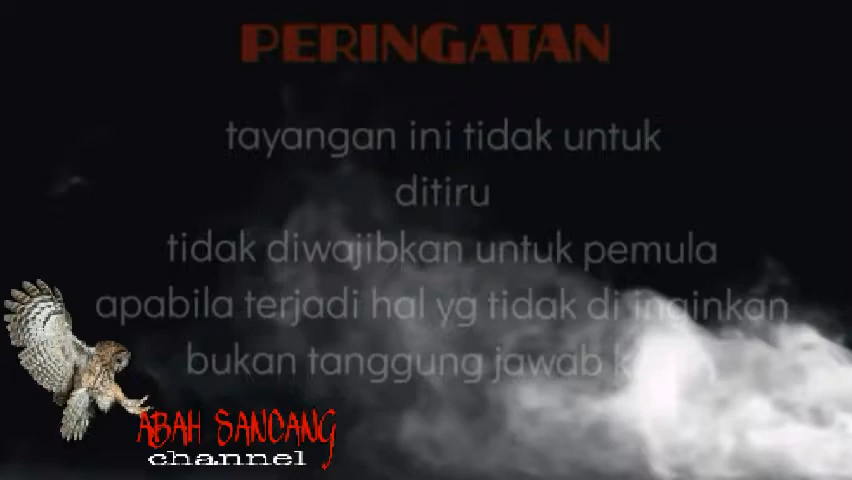 PERINGATAN
tayangan ini tidak untuk
ditiru
tidak diwajibkan untuk pemula
apabila terjadi hal yg tidak di inginkan
bukan tanggung jawab
ABAH SANCANG
channel